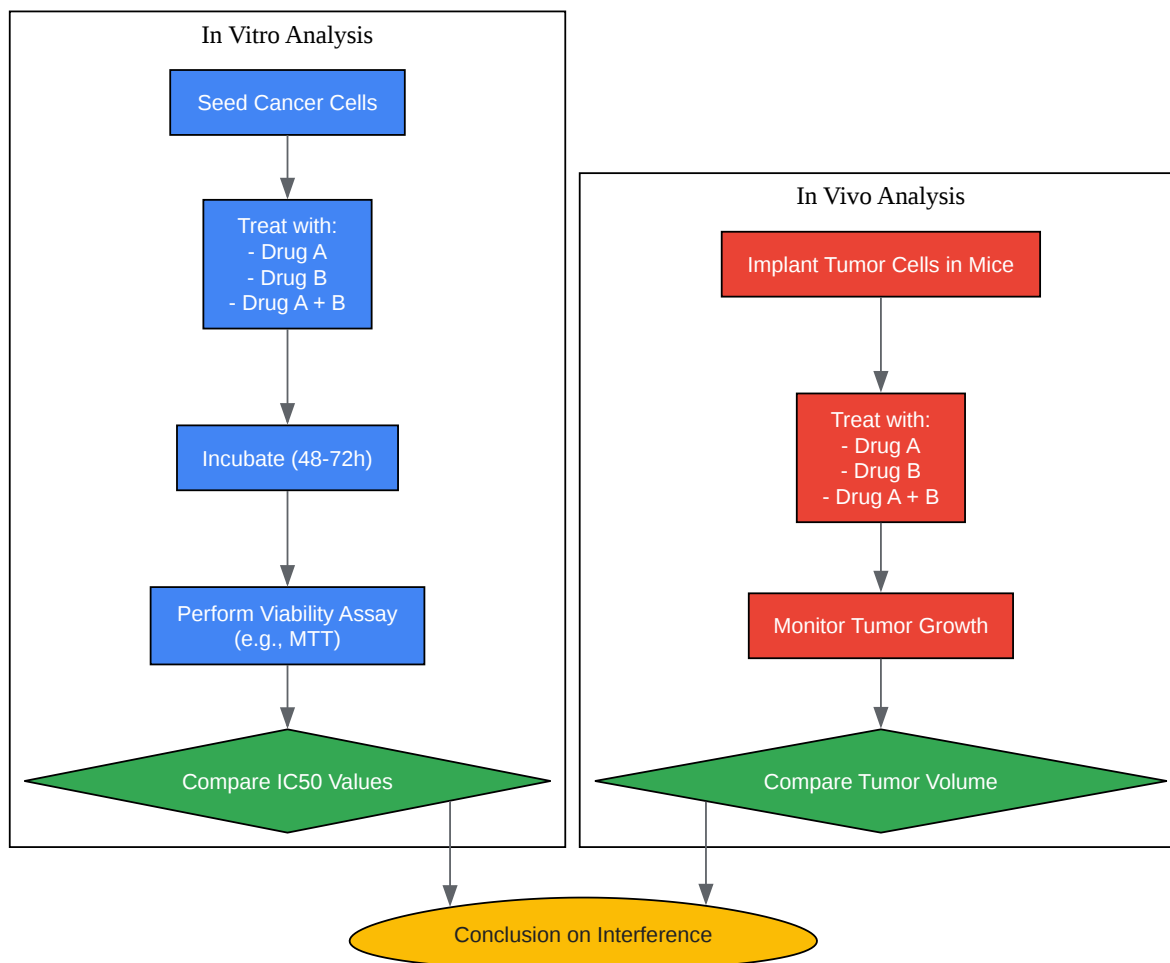 In Vitro Analysis
Seed Cancer Cells
Treat with:
- Drug A
- Drug B
- Drug A + B
Incubate (48-72h)
Perform Viability Assay
(e.g., MTT)
Compare IC50 Values
In Vivo Analysis
Implant Tumor Cells in Mice
Treat with:
- Drug A
- Drug B
- Drug A + B
Monitor Tumor Growth
Compare Tumor Volume
Conclusion on Interference